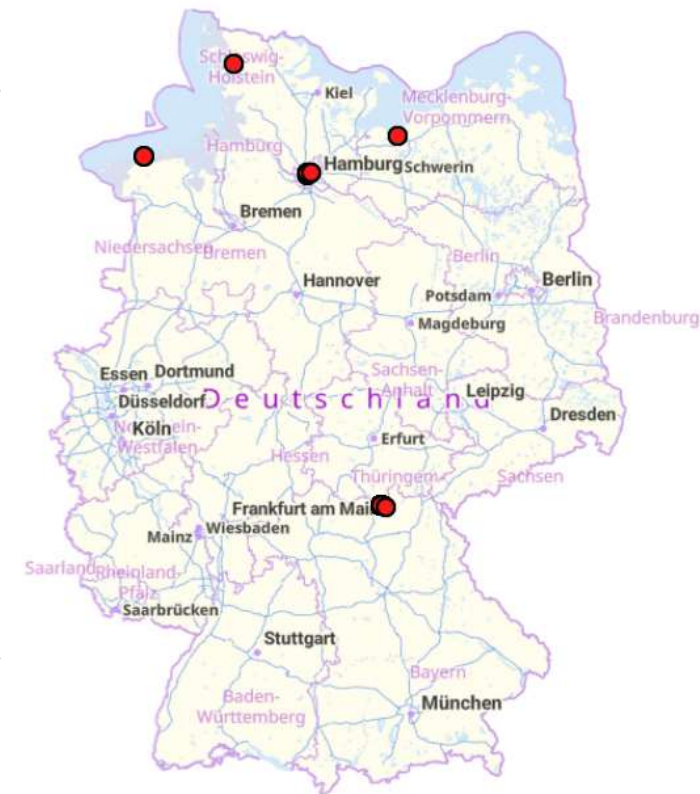 Schleswig-
Holstein
Kiel
Mecklenburg-
Vorpommern
Hamburg
Hamburg
Schwerin
Bremen
Niedersachsen
Bremen
Berlin
Hannover
Berlin
Potsdam
Brandenburg
Magdeburg
Essen
Dortmund
Sachsen-
Anhalt
Düsseldorf
Deutschland
Leipzig
Dresden
Köln
Nordrhein-
Westfalen
Erfurt
Hessen
Thüringen
Sachsen
Frankfurt am Main
Wiesbaden
Mainz
Saarland
Rheinland-
Pfalz
Saarbrücken
Stuttgart
Bayern
Baden-
Württemberg
München